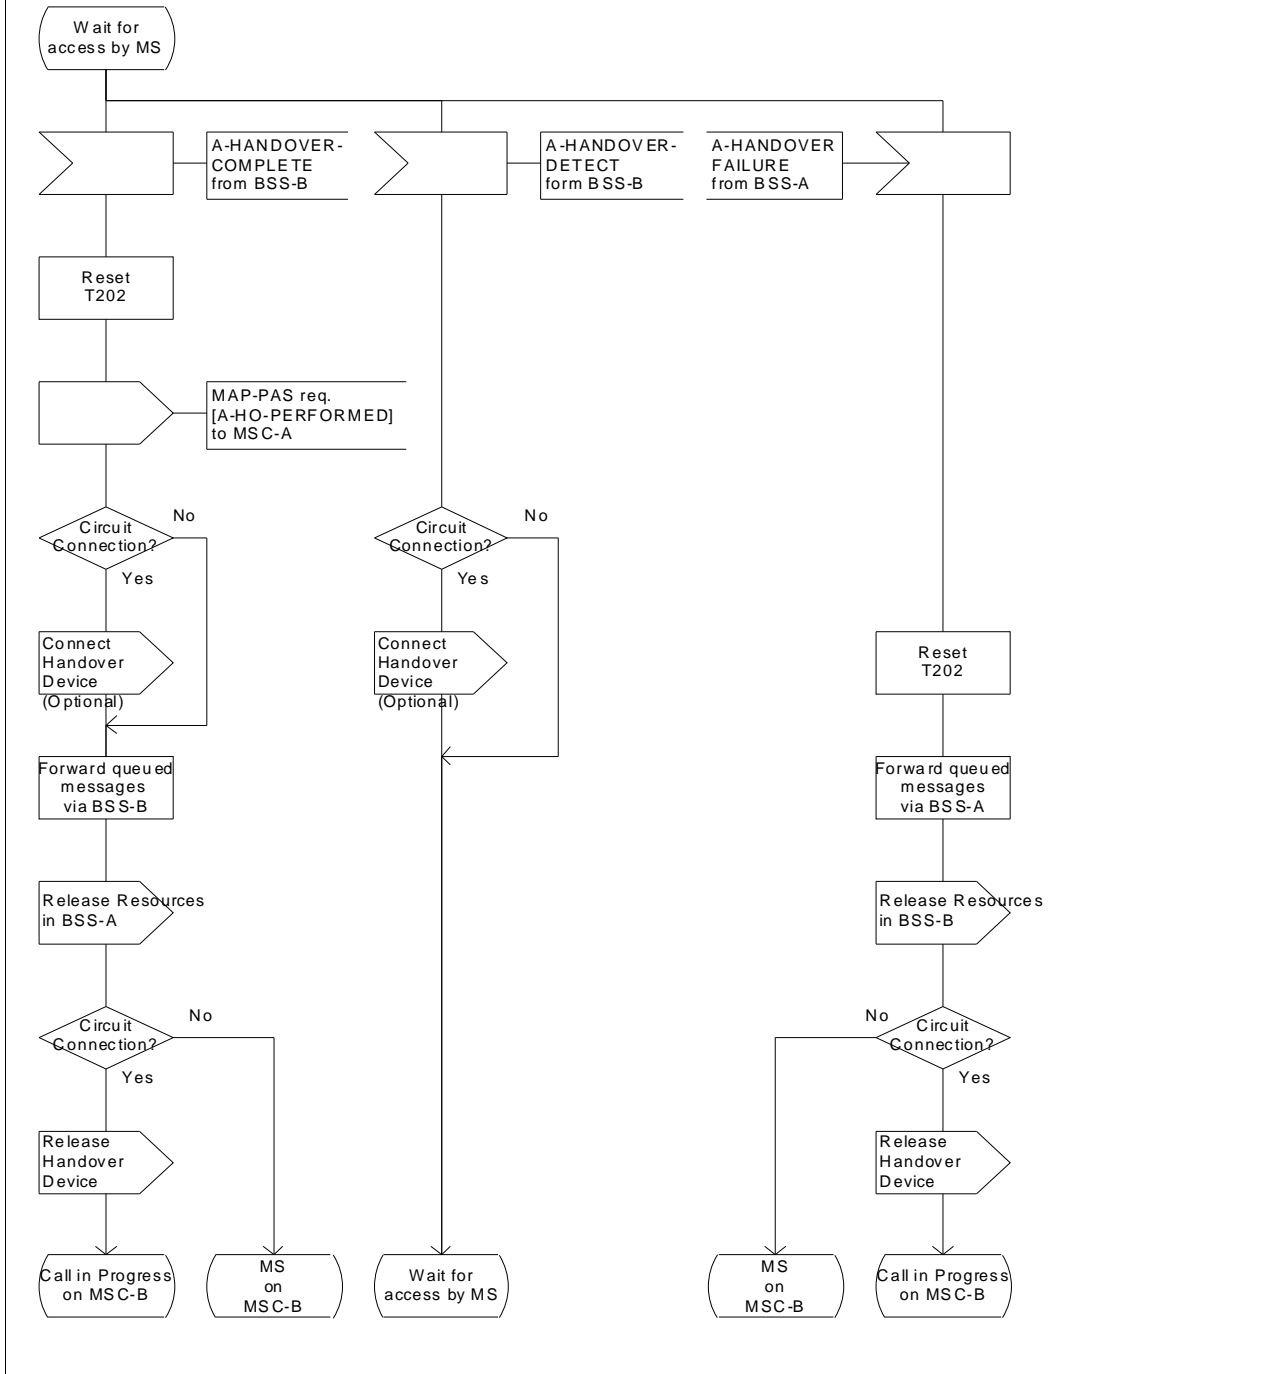 Wait for
access by MS
A-HANDOVER-
COMPLETE
from BSS-B
A-HANDOVER-
DETECT
form BSS-B
A-HANDOVER
FAILURE
from BSS-A
Reset
T202
MAP-PAS req.
[A-HO-PERFORMED]
to MSC-A
Circuit
Connection?
No
Yes
Circuit
Connection?
No
Yes
Connect
Handover
Device
(Optional)
Connect
Handover
Device
(Optional)
Reset
T202
Forward queued
messages
via BSS-B
Forward queued
messages
via BSS-A
Release Resources
in BSS-A
Release Resources
in BSS-B
Circuit
Connection?
No
Yes
No
Circuit
Connection?
Yes
Release
Handover
Device
Release
Handover
Device
Call in Progress
on MSC-B
MS
on
MSC-B
Wait for
access by MS
MS
on
MSC-B
Call in Progress
on MSC-B